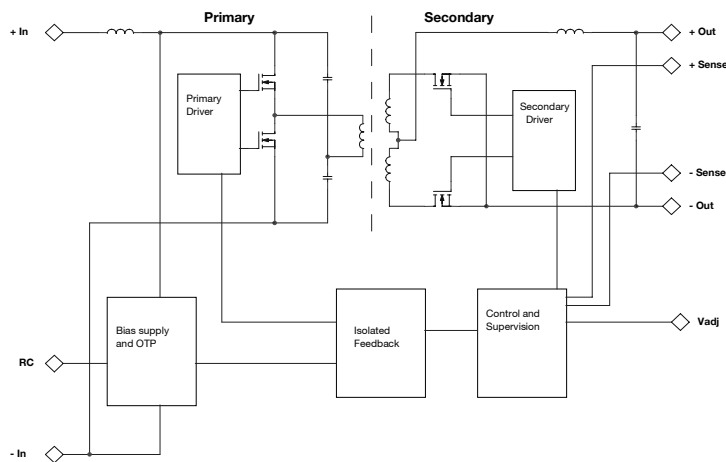 Primary
Secondary
+ In
+ Out
+ Sense
Primary
Driver
Secondary
Driver
- Sense
- Out
Bias supply
and OTP
Isolated
Feedback
Control and
Supervision
Vadj
RC
- In